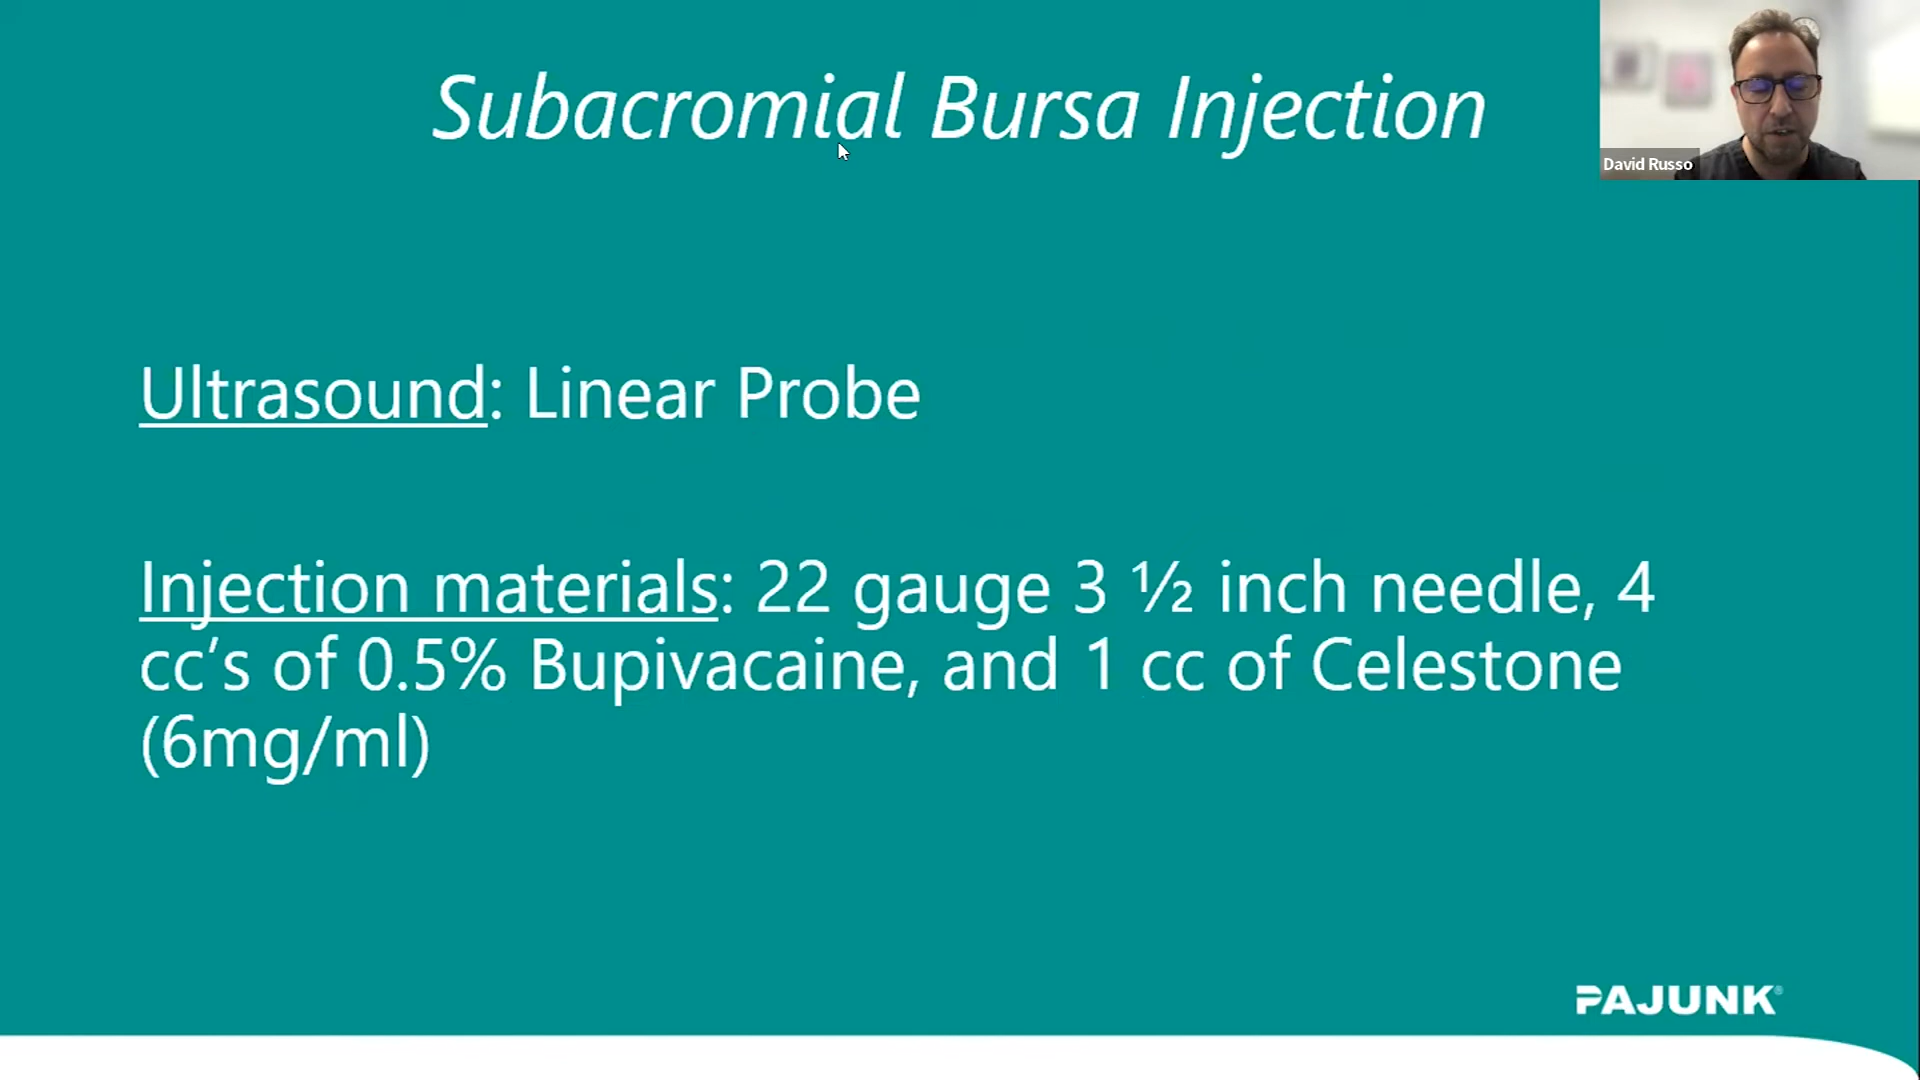 Subacromial Bursa Injection
David Russo
Ultrasound: Linear Probe
Injection materials: 22 gauge 3 ½ inch needle, 4
cc’s of 0.5% Bupivacaine, and 1 cc of Celestone
(6mg/ml)
PAJUNK®